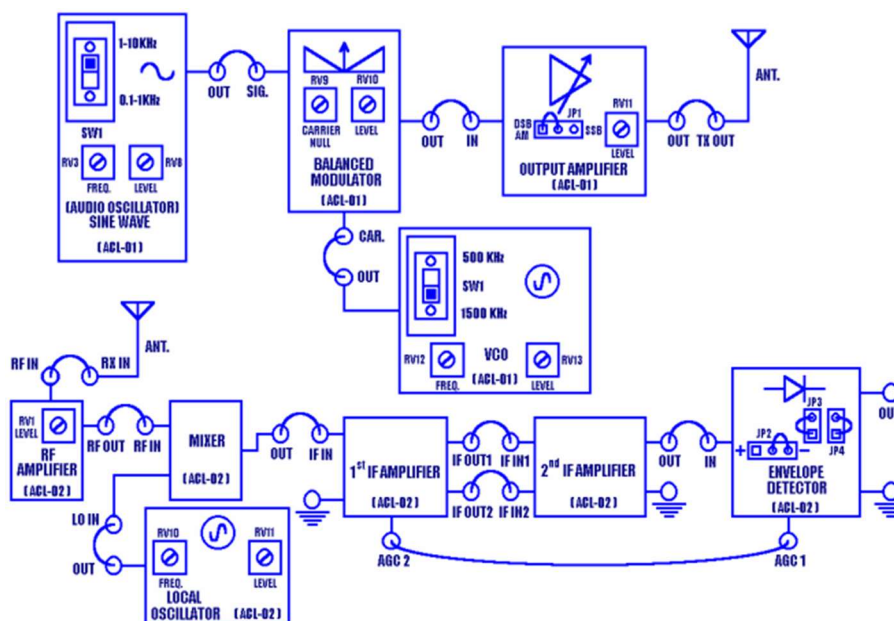 1-10KHz
0.1-1KHz
SW1
RV3
RV8
FREQ.
LEVEL
(AUDIO OSCILLATOR)
SINE WAVE
(ACL-01)
OUT
SIG.
RV9
RV10
CARRIER
NULL
LEVEL
BALANCED
MODULATOR
(ACL-01)
OUT
IN
DSB
AM
JP1
SSB
RV11
LEVEL
OUTPUT AMPLIFIER
(ACL-01)
OUT
TX OUT
ANT.
CAR.
OUT
500 KHz
SW1
1500 KHz
RV12
FREQ.
VCO
(ACL-01)
RV13
LEVEL
ANT.
RF IN
RX IN
RV1
LEVEL
RF
AMPLIFIER
(ACL-02)
RF OUT
RF IN
MIXER
(ACL-02)
OUT
IF IN
1st IF AMPLIFIER
(ACL-02)
IF OUT1
IF IN1
IF OUT2
IF IN2
2nd IF AMPLIFIER
(ACL-02)
OUT
IN
JP3
JP2
+
-
JP4
ENVELOPE
DETECTOR
(ACL-02)
OU
LO IN
OUT
RV10
FREQ.
RV11
LEVEL
LOCAL
OSCILLATOR
(ACL-02)
AGC 2
AGC 1